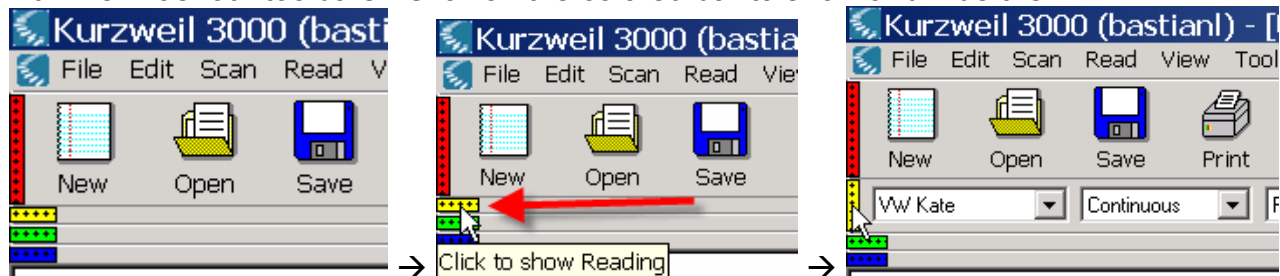 Kurzweil 3000 (basti
File Edit Scan Read V
New Open Save
→
Kurzweil 3000 (bastia
File Edit Scan Read Vie
New Open Save
Click to show Reading
→
Kurzweil 3000 (bastianl) - [
File Edit Scan Read View Tool
New Open Save Print
VW Kate Continuous